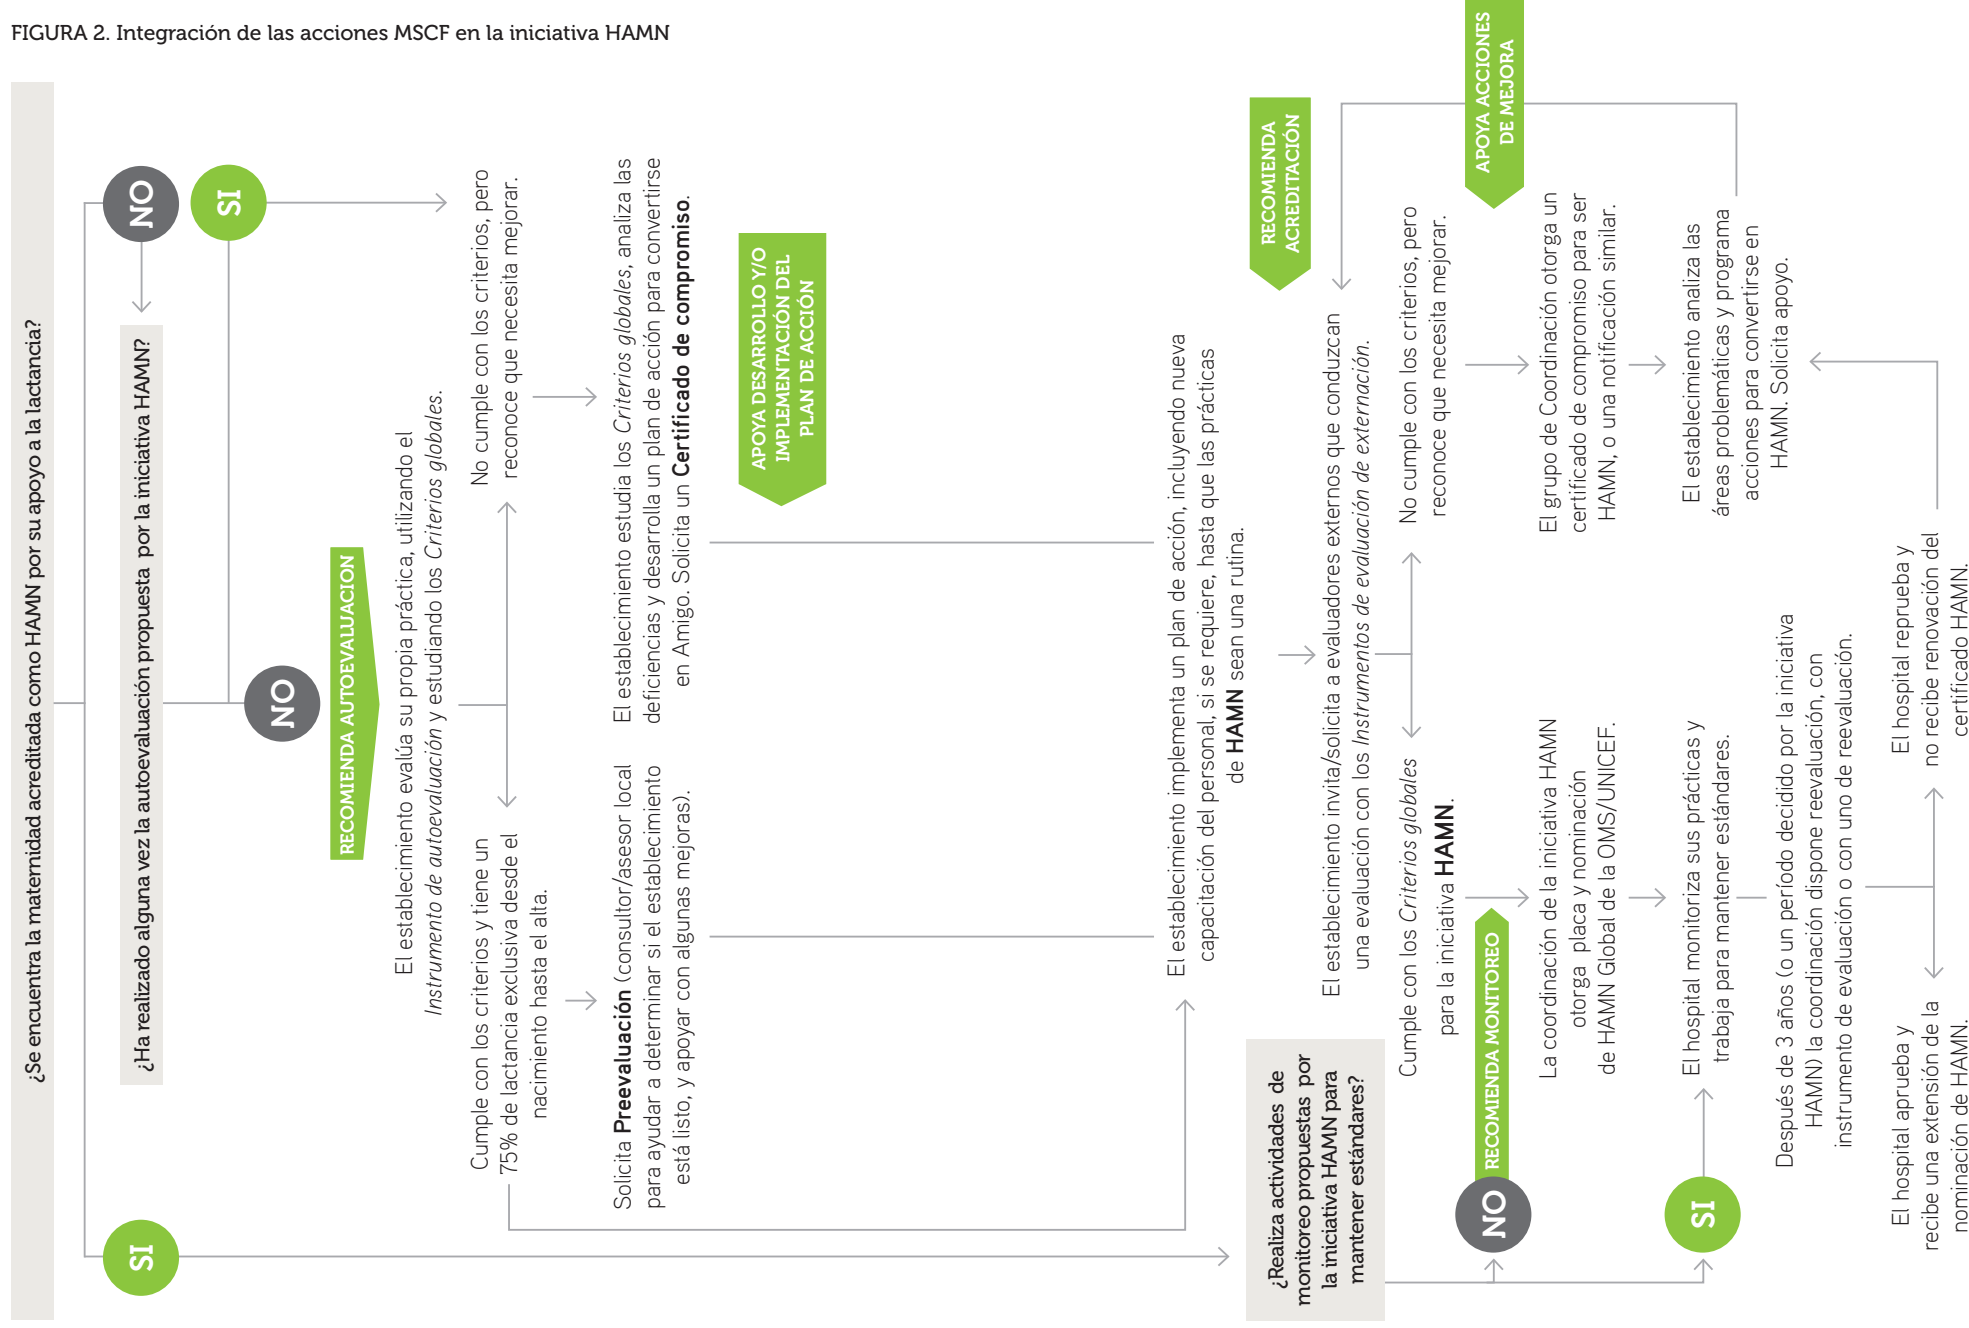 FIGURA 2. Integración de las acciones MSCF en la iniciativa HAMN
¿Se encuentra la maternidad acreditada como HAMN por su apoyo a la lactancia?
SI
NO
¿Ha realizado alguna vez la autoevaluación propuesta por la iniciativa HAMN?
SI
NO
RECOMIENDA AUTOEVALUACION
El establecimiento evalúa su propia práctica, utilizando el
Instrumento de autoevaluación y estudiando los Criterios globales.
Cumple con los criterios y tiene un
75% de lactancia exclusiva desde el
nacimiento hasta el alta.
No cumple con los criterios, pero
reconoce que necesita mejorar.
Solicita Preevaluación (consultor/asesor local
para ayudar a determinar si el establecimiento
está listo, y apoyar con algunas mejoras).
El establecimiento estudia los Criterios globales, analiza las
deficiencias y desarrolla un plan de acción para convertirse
en Amigo. Solicita un Certificado de compromiso.
APOYA DESARROLLO Y/O
IMPLEMENTACIÓN DEL
PLAN DE ACCIÓN
El establecimiento implementa un plan de acción, incluyendo nueva
capacitación del personal, si se requiere, hasta que las prácticas
de HAMN sean una rutina.
RECOMIENDA
ACREDITACIÓN
¿Realiza actividades de
monitoreo propuestas por
la iniciativa HAMN para
mantener estándares?
El establecimiento invita/solicita a evaluadores externos que conduzcan
una evaluación con los Instrumentos de evaluación de externación.
Cumple con los Criterios globales
para la iniciativa HAMN.
No cumple con los criterios, pero
reconoce que necesita mejorar.
APOYA ACCIONES
DE MEJORA
NO
RECOMIENDA MONITOREO
La coordinación de la iniciativa HAMN
otorga placa y nominación
de HAMN Global de la OMS/UNICEF.
El grupo de Coordinación otorga un
certificado de compromiso para ser
HAMN, o una notificación similar.
SI
El hospital monitoriza sus prácticas y
trabaja para mantener estándares.
El establecimiento analiza las
áreas problemáticas y programa
acciones para convertirse en
HAMN. Solicita apoyo.
Después de 3 años (o un período decidido por la iniciativa
HAMN) la coordinación dispone reevaluación, con
instrumento de evaluación o con uno de reevaluación.
El hospital aprueba y
recibe una extensión de la
nominación de HAMN.
El hospital reprueba y
no recibe renovación del
certificado HAMN.